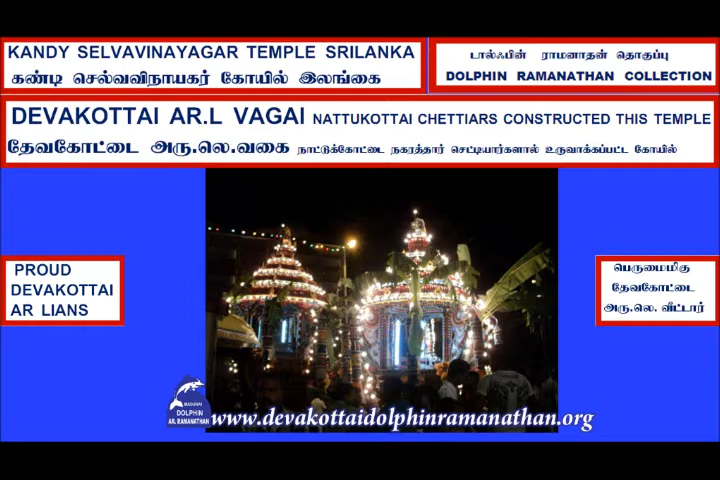 KANDY SELVAVINAYAGAR TEMPLE SRILANKA
கண்டி செல்வவிநாயகர் கோயில் இலங்கை
டால்ஃபின் ராமனாதன் தொகுப்பு
DOLPHIN RAMANATHAN COLLECTION
DEVAKOTTAI AR.L VAGAI NATTUKOTTAI CHETTIARS CONSTRUCTED THIS TEMPLE
தேவகோட்டை அரு.லெ.வகை நாட்டுக்கோட்டை நகரத்தார் செட்டியார்களால் உருவாக்கப்பட்ட கோயில்
PROUD
DEVAKOTTAI
AR LIANS
பெருமைமிகு
தேவகோட்டை
அரு.லெ. வீட்டார்
MADURAI
DOLPHIN
AR. RAMANATHAN
www.devakottaidolphinramanathan.org